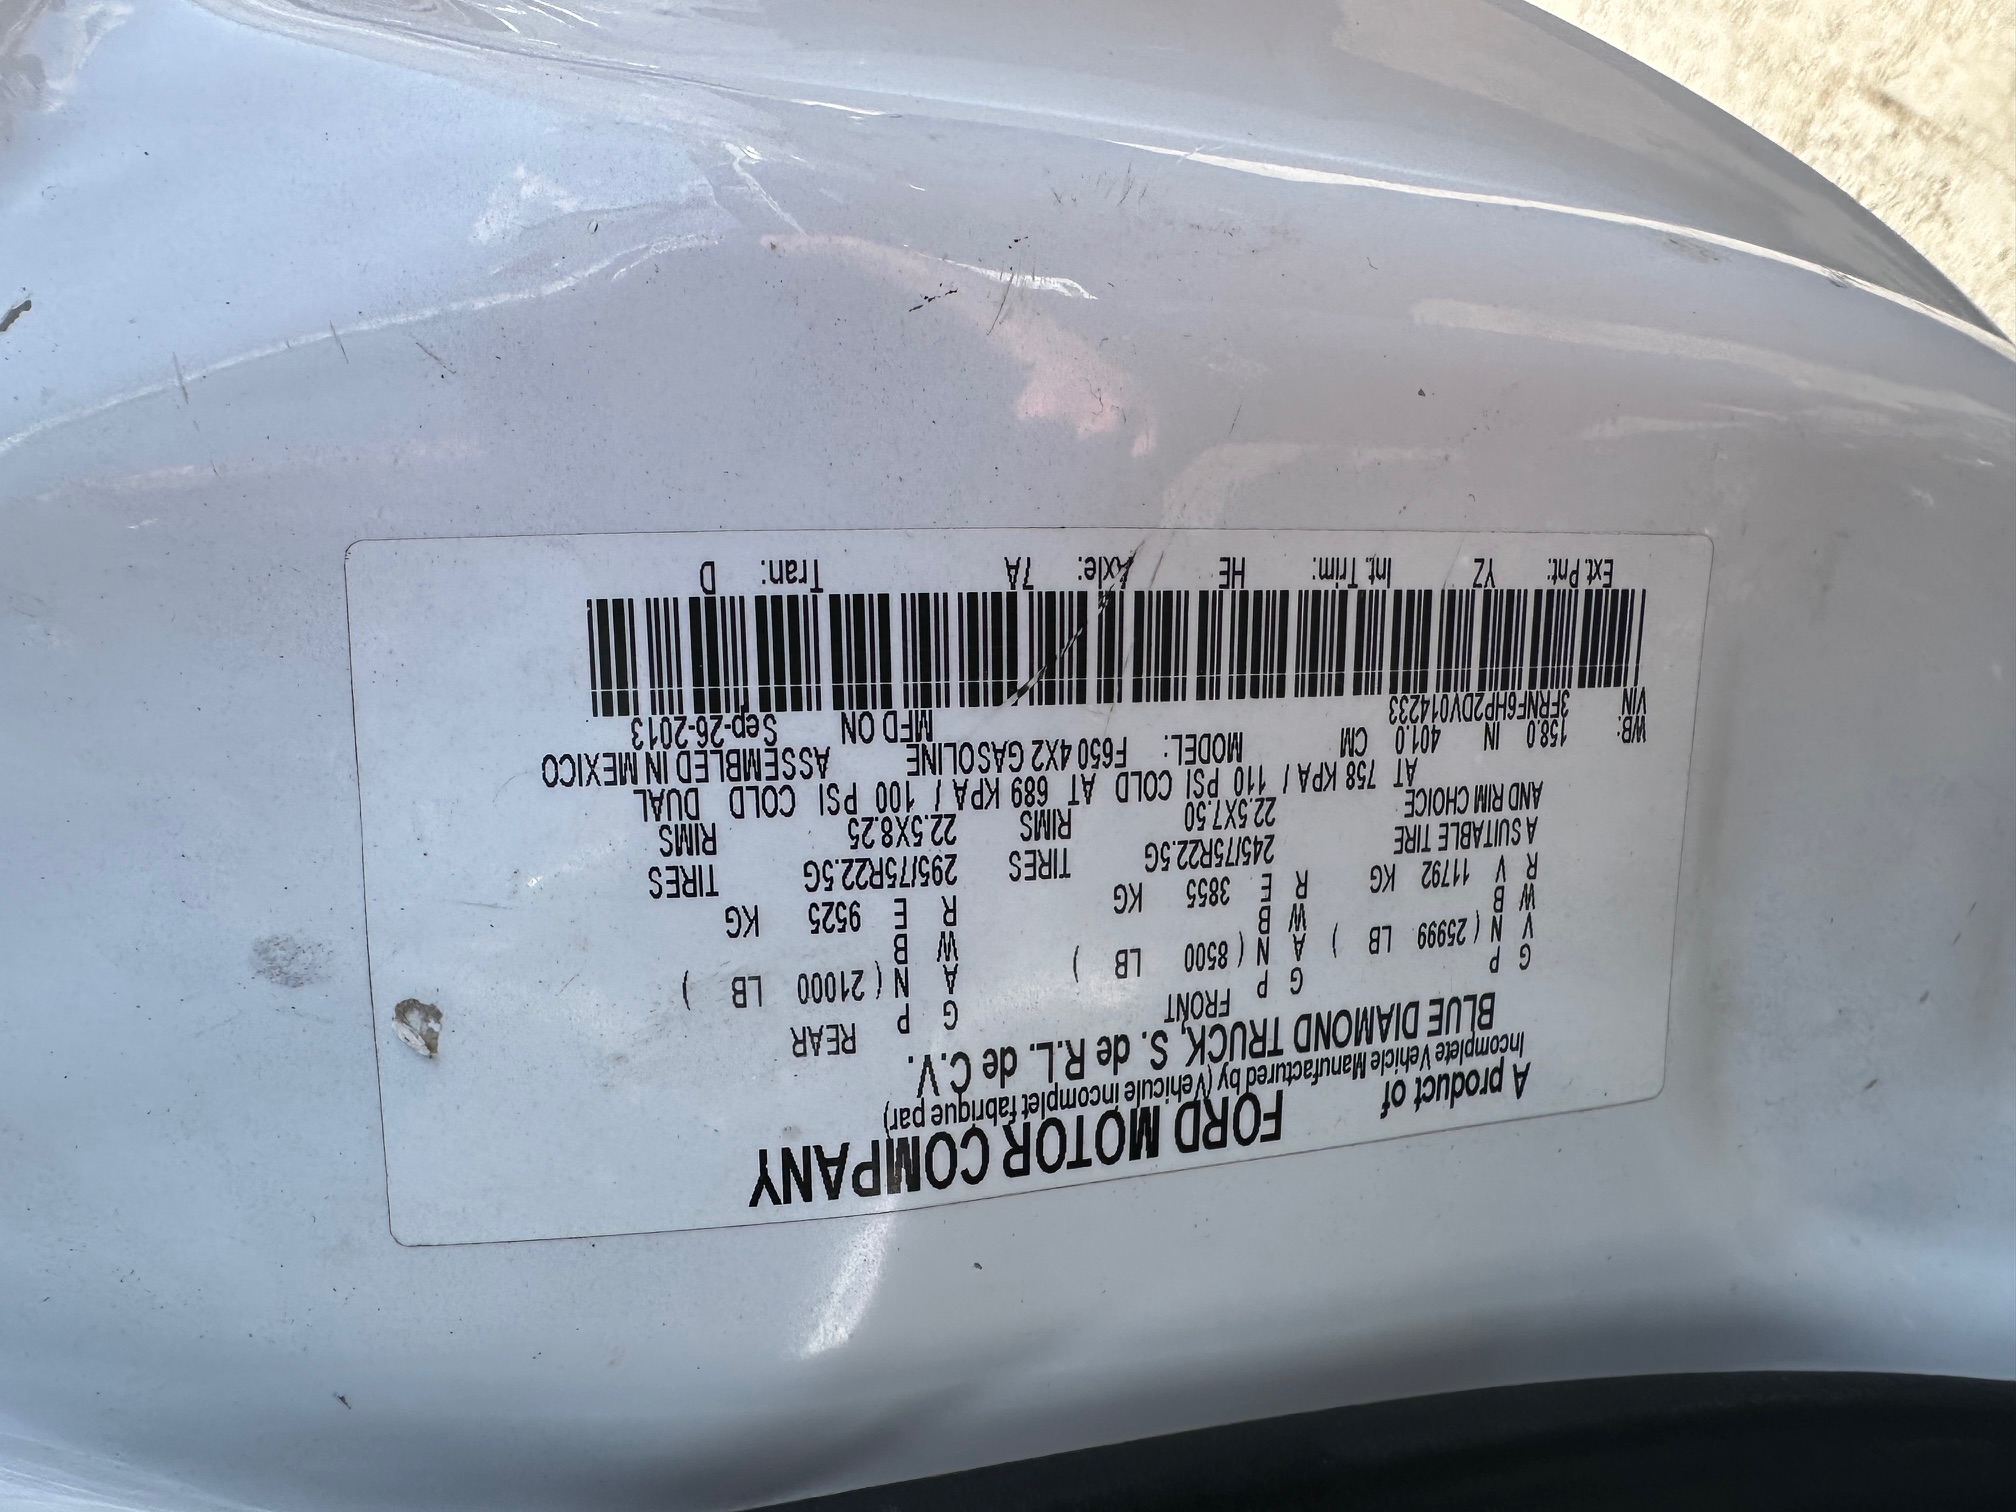 A product of FORD MOTOR COMPANY
Incomplete Vehicle Manufactured by (Vehicule incomplet fabrique par)
BLUE DIAMOND TRUCK, S. de R.L. de C.V.
FRONT REAR
G P G P G P
V N ( 25999 LB ) A N ( 8500 LB ) A N ( 21000 LB )
W B W B W B
R V 11792 KG R E 3855 KG R E 9525 KG
A SUITABLE TIRE 245/75R22.5G TIRES 295/75R22.5G TIRES
AND RIM CHOICE 22.5X7.50 RIMS 22.5X8.25 RIMS
AT 758 KPA / 110 PSI COLD AT 689 KPA / 100 PSI COLD DUAL
WB: 158.0 IN 401.0 CM MODEL: F650 4X2 GASOLINE ASSEMBLED IN MEXICO
VIN 3FRNF6HP2DV014233 MFD ON Sep-26-2013
Ext. Pnt: YZ Int. Trim: HE Axle: 7A Tran: D